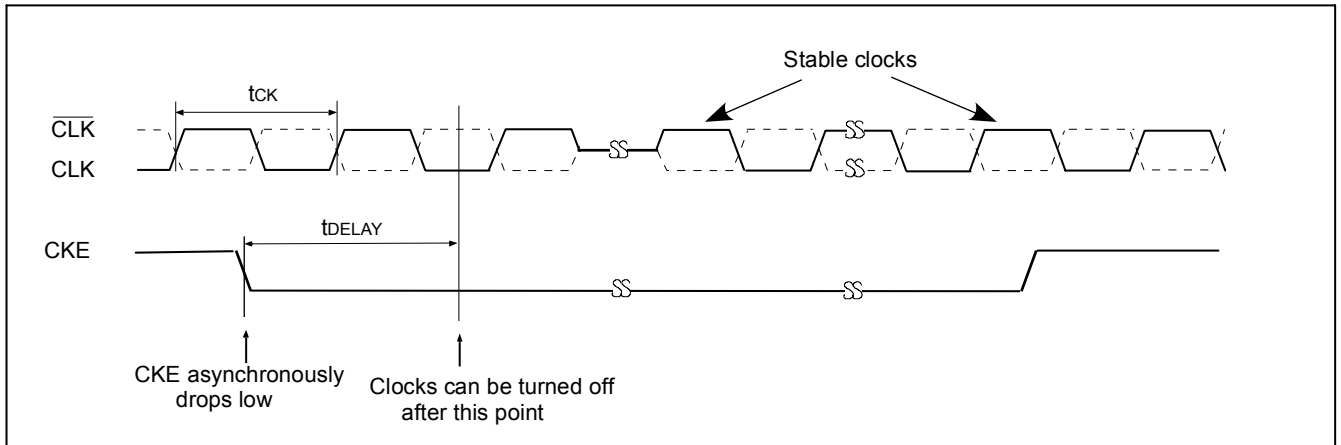 Stable clocks
tCK
CLK
CLK
tDELAY
CKE
CKE asynchronously
drops low
Clocks can be turned off
after this point